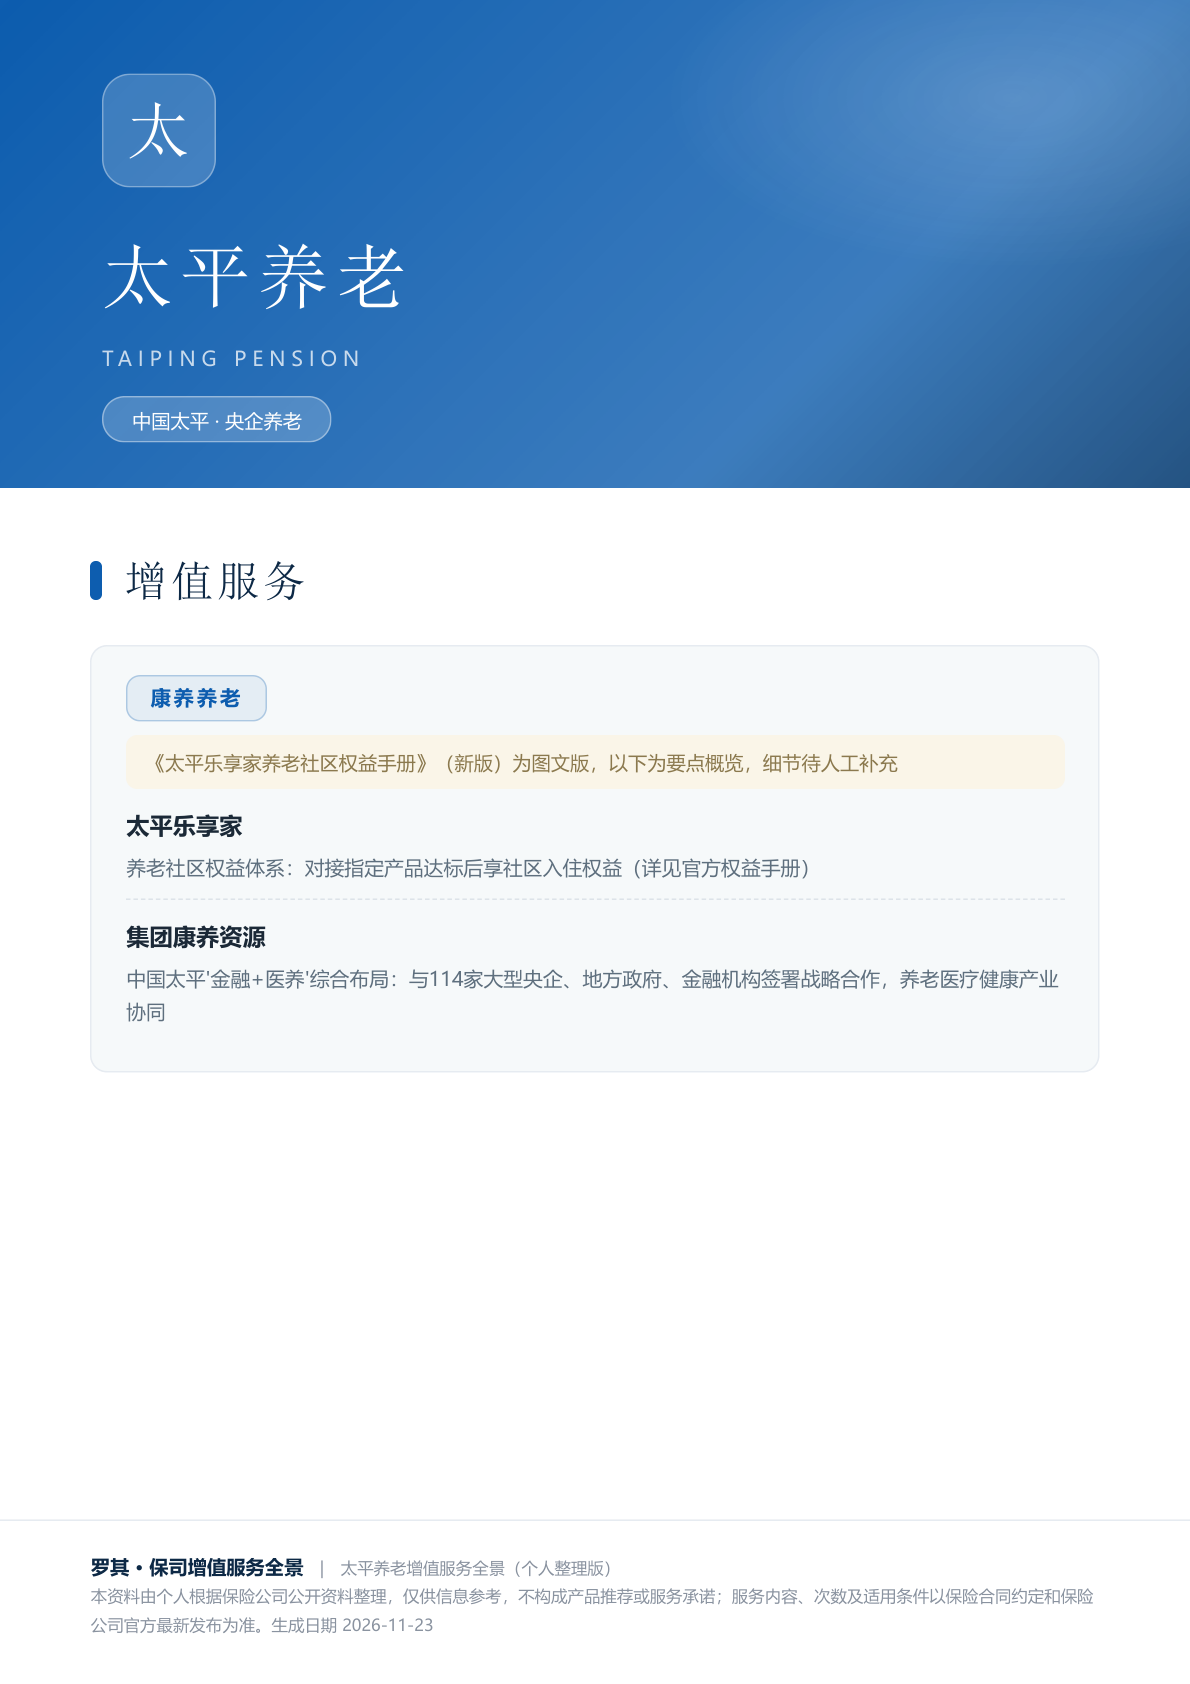 太
太平养老
TAIPING PENSION
中国太平 · 央企养老
增值服务
康养养老
《太平乐享家养老社区权益手册》（新版）为图文版，以下为要点概览，细节待人工补充
太平乐享家
养老社区权益体系：对接指定产品达标后享社区入住权益（详见官方权益手册）
集团康养资源
中国太平'金融+医养'综合布局：与114家大型央企、地方政府、金融机构签署战略合作，养老医疗健康产业
协同
罗其 • 保司增值服务全景 | 太平养老增值服务全景（个人整理版）
本资料由个人根据保险公司公开资料整理，仅供信息参考，不构成产品推荐或服务承诺；服务内容、次数及适用条件以保险合同约定和保险
公司官方最新发布为准。生成日期 2026-11-23